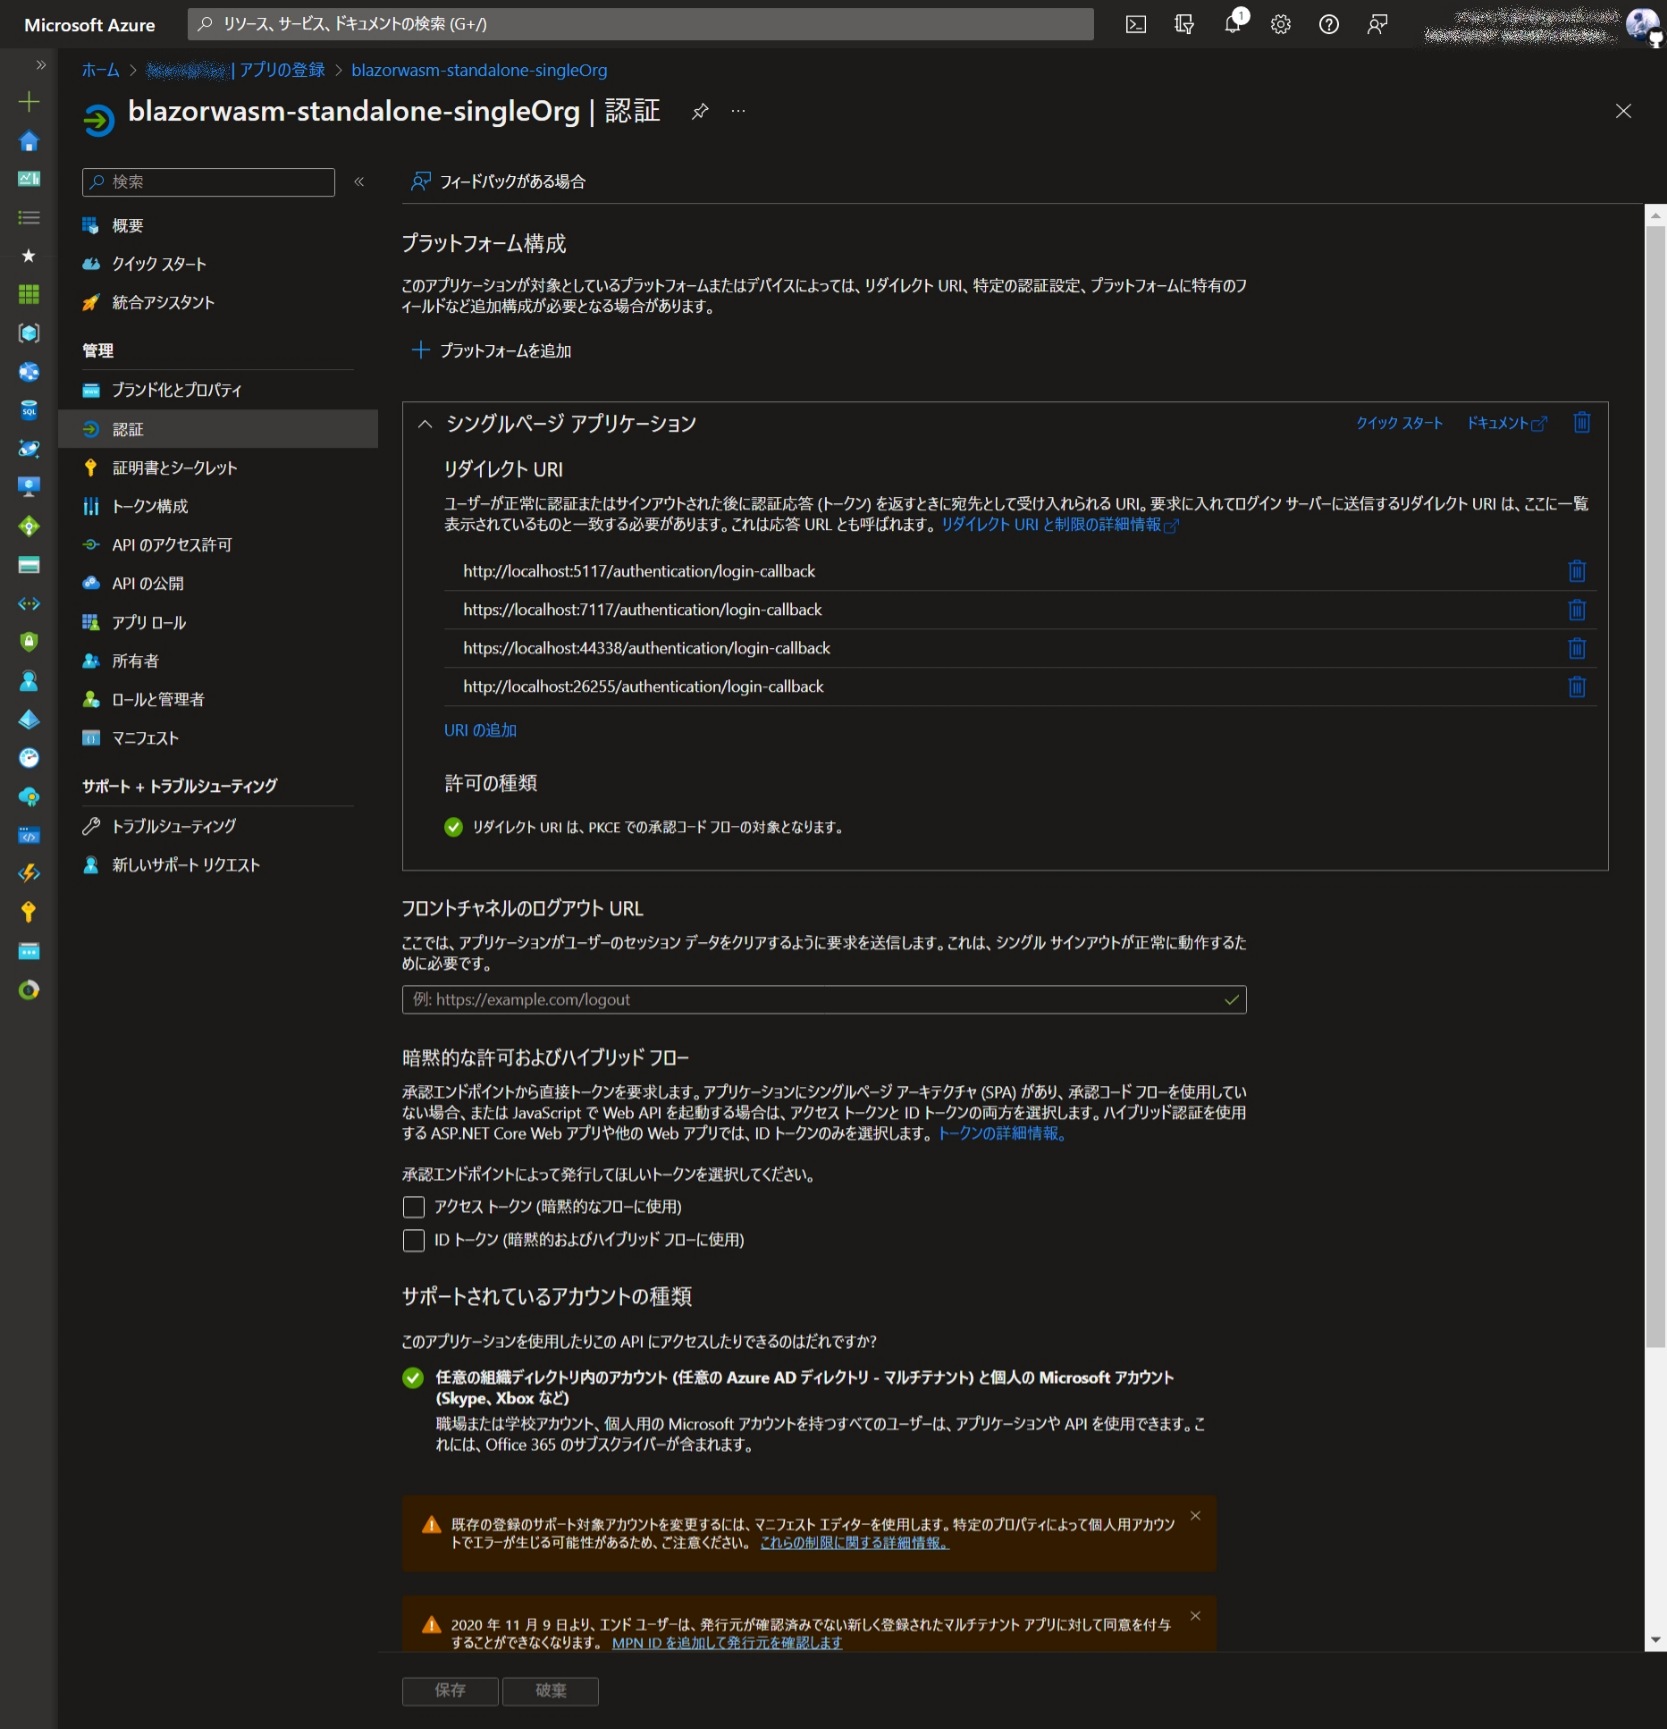 Microsoft Azure
リソース、サービス、ドキュメントの検索 (G+/)
1
ホーム > | アプリの登録 > blazorwasm-standalone-singleOrg
blazorwasm-standalone-singleOrg | 認証
検索
フィードバックがある場合
概要
クイック スタート
統合アシスタント
管理
ブランド化とプロパティ
認証
証明書とシークレット
トークン構成
API のアクセス許可
API の公開
アプリ ロール
所有者
ロールと管理者
マニフェスト
サポート + トラブルシューティング
トラブルシューティング
新しいサポート リクエスト
プラットフォーム構成
このアプリケーションが対象としているプラットフォームまたはデバイスによっては、リダイレクト URI、特定の認証設定、プラットフォームに特有のフ
ィールドなど追加構成が必要となる場合があります。
プラットフォームを追加
シングルページ アプリケーション
クイック スタート
ドキュメント
リダイレクト URI
ユーザーが正常に認証またはサインアウトされた後に認証応答 (トークン) を返すときに宛先として受け入れられる URI。要求に入れてログイン サーバーに送信するリダイレクト URI は、ここに一覧
表示されているものと一致する必要があります。これは応答 URL とも呼ばれます。リダイレクト URI と制限の詳細情報
http://localhost:5117/authentication/login-callback
https://localhost:7117/authentication/login-callback
https://localhost:44338/authentication/login-callback
http://localhost:26255/authentication/login-callback
URI の追加
許可の種類
リダイレクト URI は、PKCE での承認コード フローの対象となります。
フロントチャネルのログアウト URL
ここでは、アプリケーションがユーザーのセッション データをクリアするように要求を送信します。これは、シングル サインアウトが正常に動作するた
めに必要です。
例: https://example.com/logout
暗黙的な許可およびハイブリッド フロー
承認エンドポイントから直接トークンを要求します。アプリケーションにシングルページ アーキテクチャ (SPA) があり、承認コード フローを使用してい
ない場合、または JavaScript で Web API を起動する場合は、アクセス トークンと ID トークンの両方を選択します。ハイブリッド認証を使用
する ASP.NET Core Web アプリや他の Web アプリでは、ID トークンのみを選択します。トークンの詳細情報。
承認エンドポイントによって発行してほしいトークンを選択してください。
アクセス トークン (暗黙的なフローに使用)
ID トークン (暗黙的およびハイブリッド フローに使用)
サポートされているアカウントの種類
このアプリケーションを使用したりこの API にアクセスしたりできるのはだれですか?
任意の組織ディレクトリ内のアカウント (任意の Azure AD ディレクトリ - マルチテナント) と個人の Microsoft アカウント
(Skype、Xbox など)
職場または学校アカウント、個人用の Microsoft アカウントを持つすべてのユーザーは、アプリケーションや API を使用できます。こ
れには、Office 365 のサブスクライバーが含まれます。
既存の登録のサポート対象アカウントを変更するには、マニフェスト エディターを使用します。特定のプロパティによって個人用アカウン
トでエラーが生じる可能性があるため、ご注意ください。 これらの制限に関する詳細情報。
2020 年 11 月 9 日より、エンド ユーザーは、発行元が確認済みでない新しく登録されたマルチテナント アプリに対して同意を付与
することができなくなります。 MPN ID を追加して発行元を確認します
保存
破棄